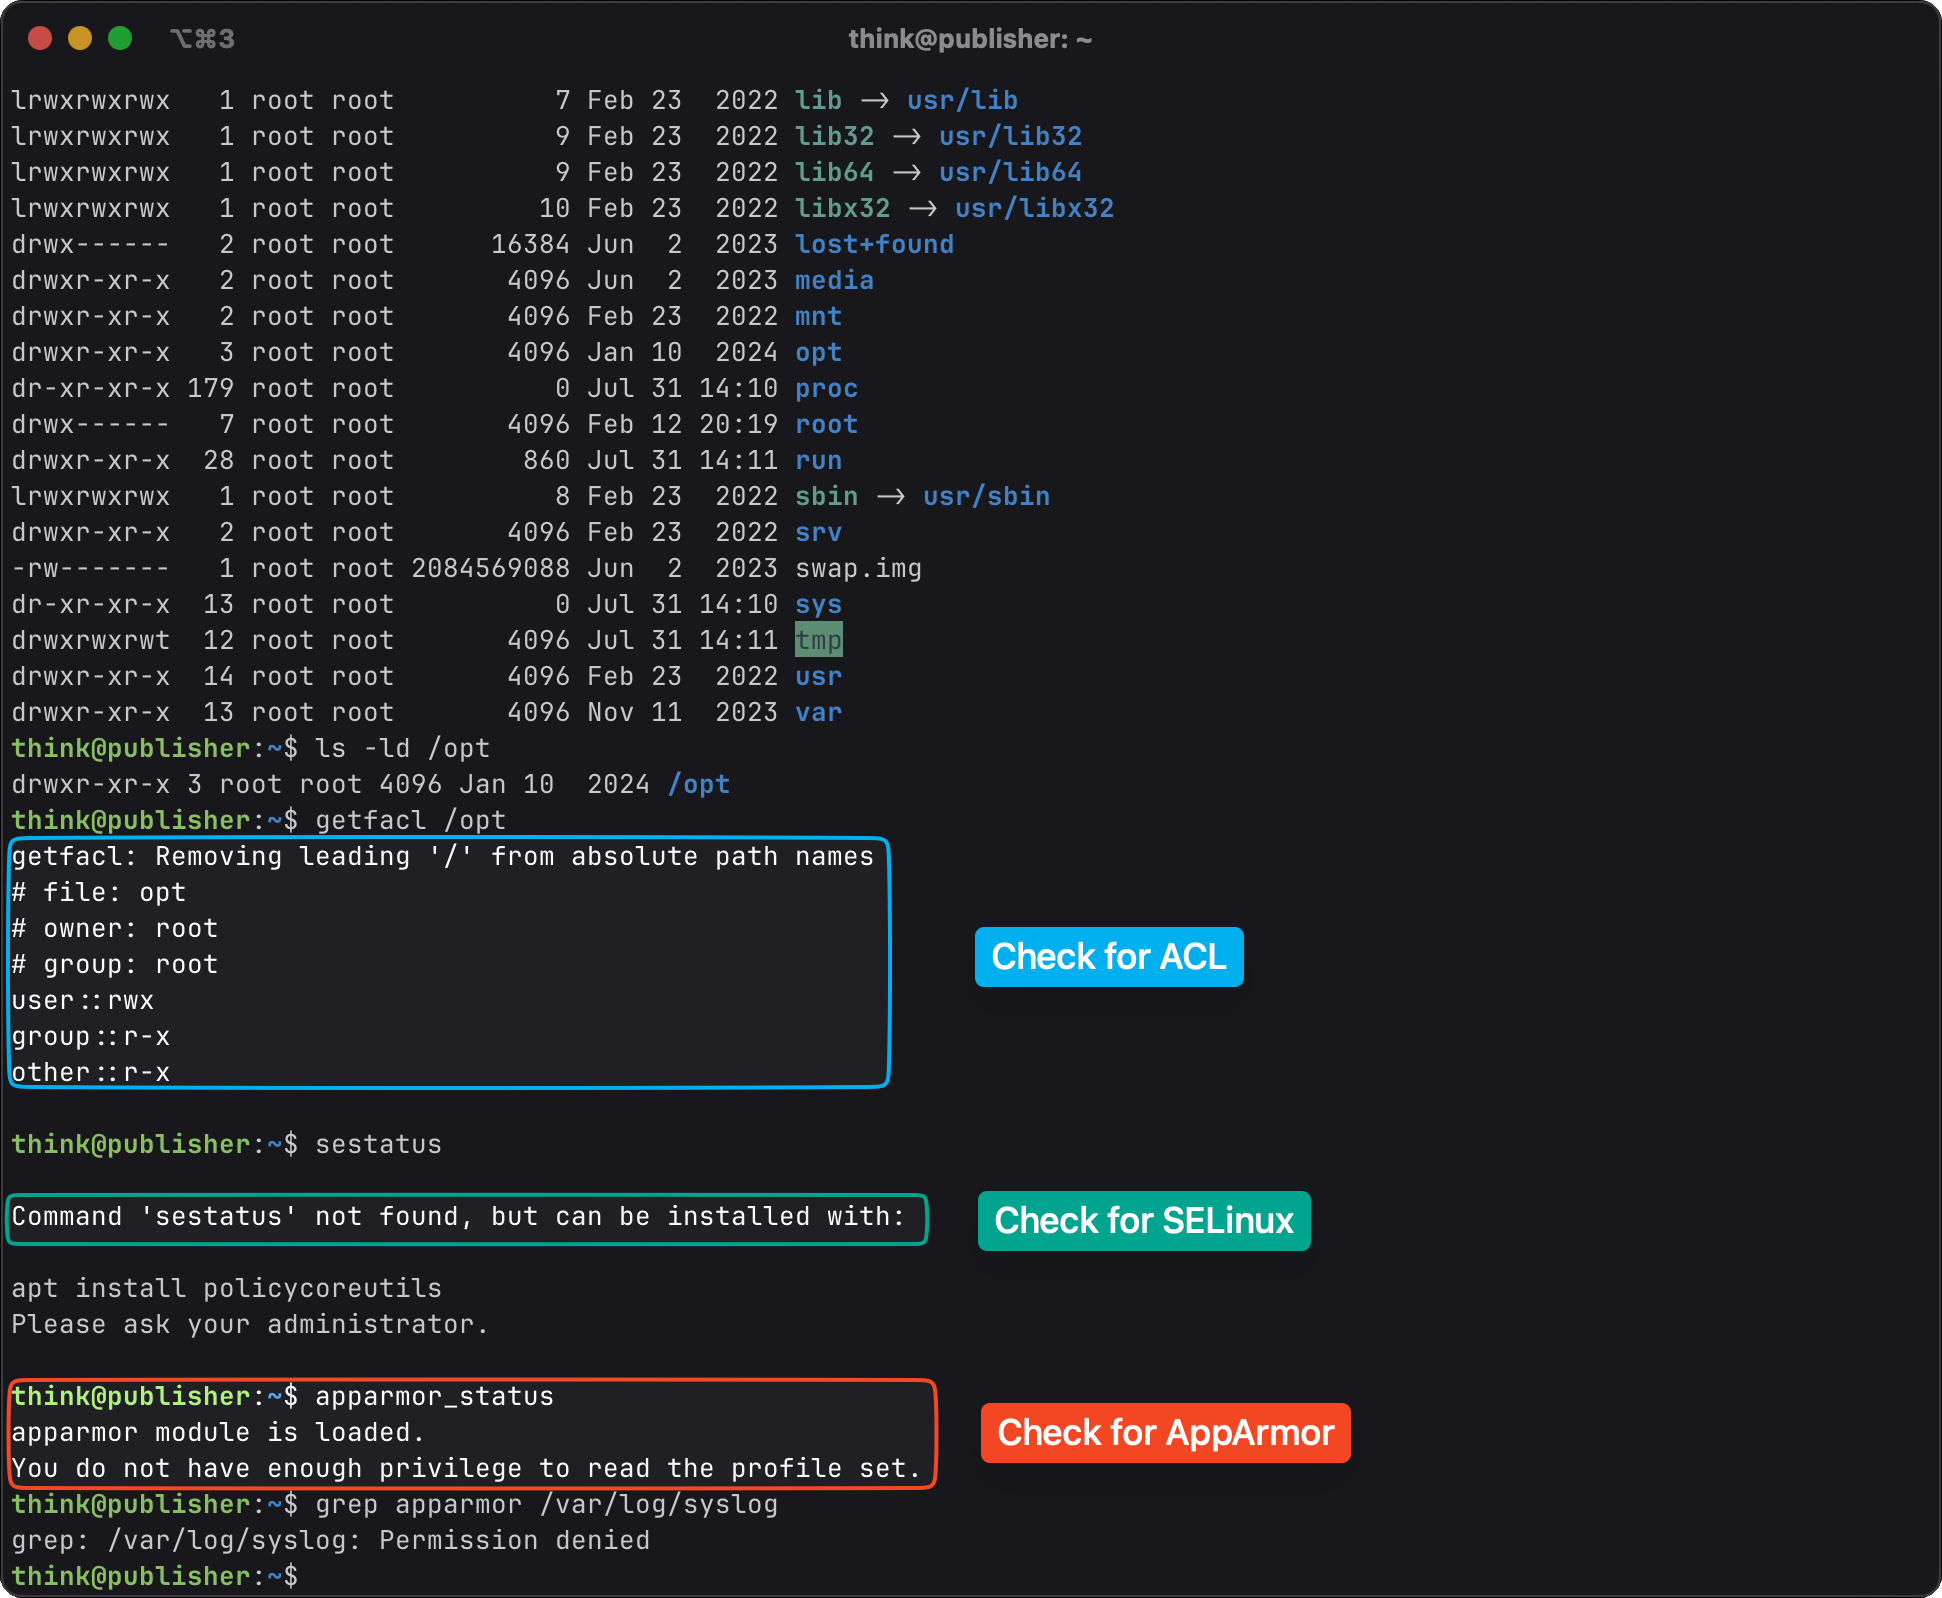 ⌥⌘3
think@publisher: ~
lrwxrwxrwx   1 root root          7 Feb 23  2022 lib -> usr/lib
lrwxrwxrwx   1 root root          9 Feb 23  2022 lib32 -> usr/lib32
lrwxrwxrwx   1 root root          9 Feb 23  2022 lib64 -> usr/lib64
lrwxrwxrwx   1 root root         10 Feb 23  2022 libx32 -> usr/libx32
drwx------   2 root root      16384 Jun  2  2023 lost+found
drwxr-xr-x   2 root root       4096 Jun  2  2023 media
drwxr-xr-x   2 root root       4096 Feb 23  2022 mnt
drwxr-xr-x   3 root root       4096 Jan 10  2024 opt
dr-xr-xr-x 179 root root          0 Jul 31 14:10 proc
drwx------   7 root root       4096 Feb 12 20:19 root
drwxr-xr-x  28 root root        860 Jul 31 14:11 run
lrwxrwxrwx   1 root root          8 Feb 23  2022 sbin -> usr/sbin
drwxr-xr-x   2 root root       4096 Feb 23  2022 srv
-rw-------   1 root root 2084569088 Jun  2  2023 swap.img
dr-xr-xr-x  13 root root          0 Jul 31 14:10 sys
drwxrwxrwt  12 root root       4096 Jul 31 14:11 tmp
drwxr-xr-x  14 root root       4096 Feb 23  2022 usr
drwxr-xr-x  13 root root       4096 Nov 11  2023 var
think@publisher:~$ ls -ld /opt
drwxr-xr-x 3 root root 4096 Jan 10  2024 /opt
think@publisher:~$ getfacl /opt
getfacl: Removing leading '/' from absolute path names
# file: opt
# owner: root
# group: root
user::rwx
group::r-x
other::r-x
Check for ACL
think@publisher:~$ sestatus
Command 'sestatus' not found, but can be installed with:
Check for SELinux
apt install policycoreutils
Please ask your administrator.
think@publisher:~$ apparmor_status
apparmor module is loaded.
You do not have enough privilege to read the profile set.
Check for AppArmor
think@publisher:~$ grep apparmor /var/log/syslog
grep: /var/log/syslog: Permission denied
think@publisher:~$